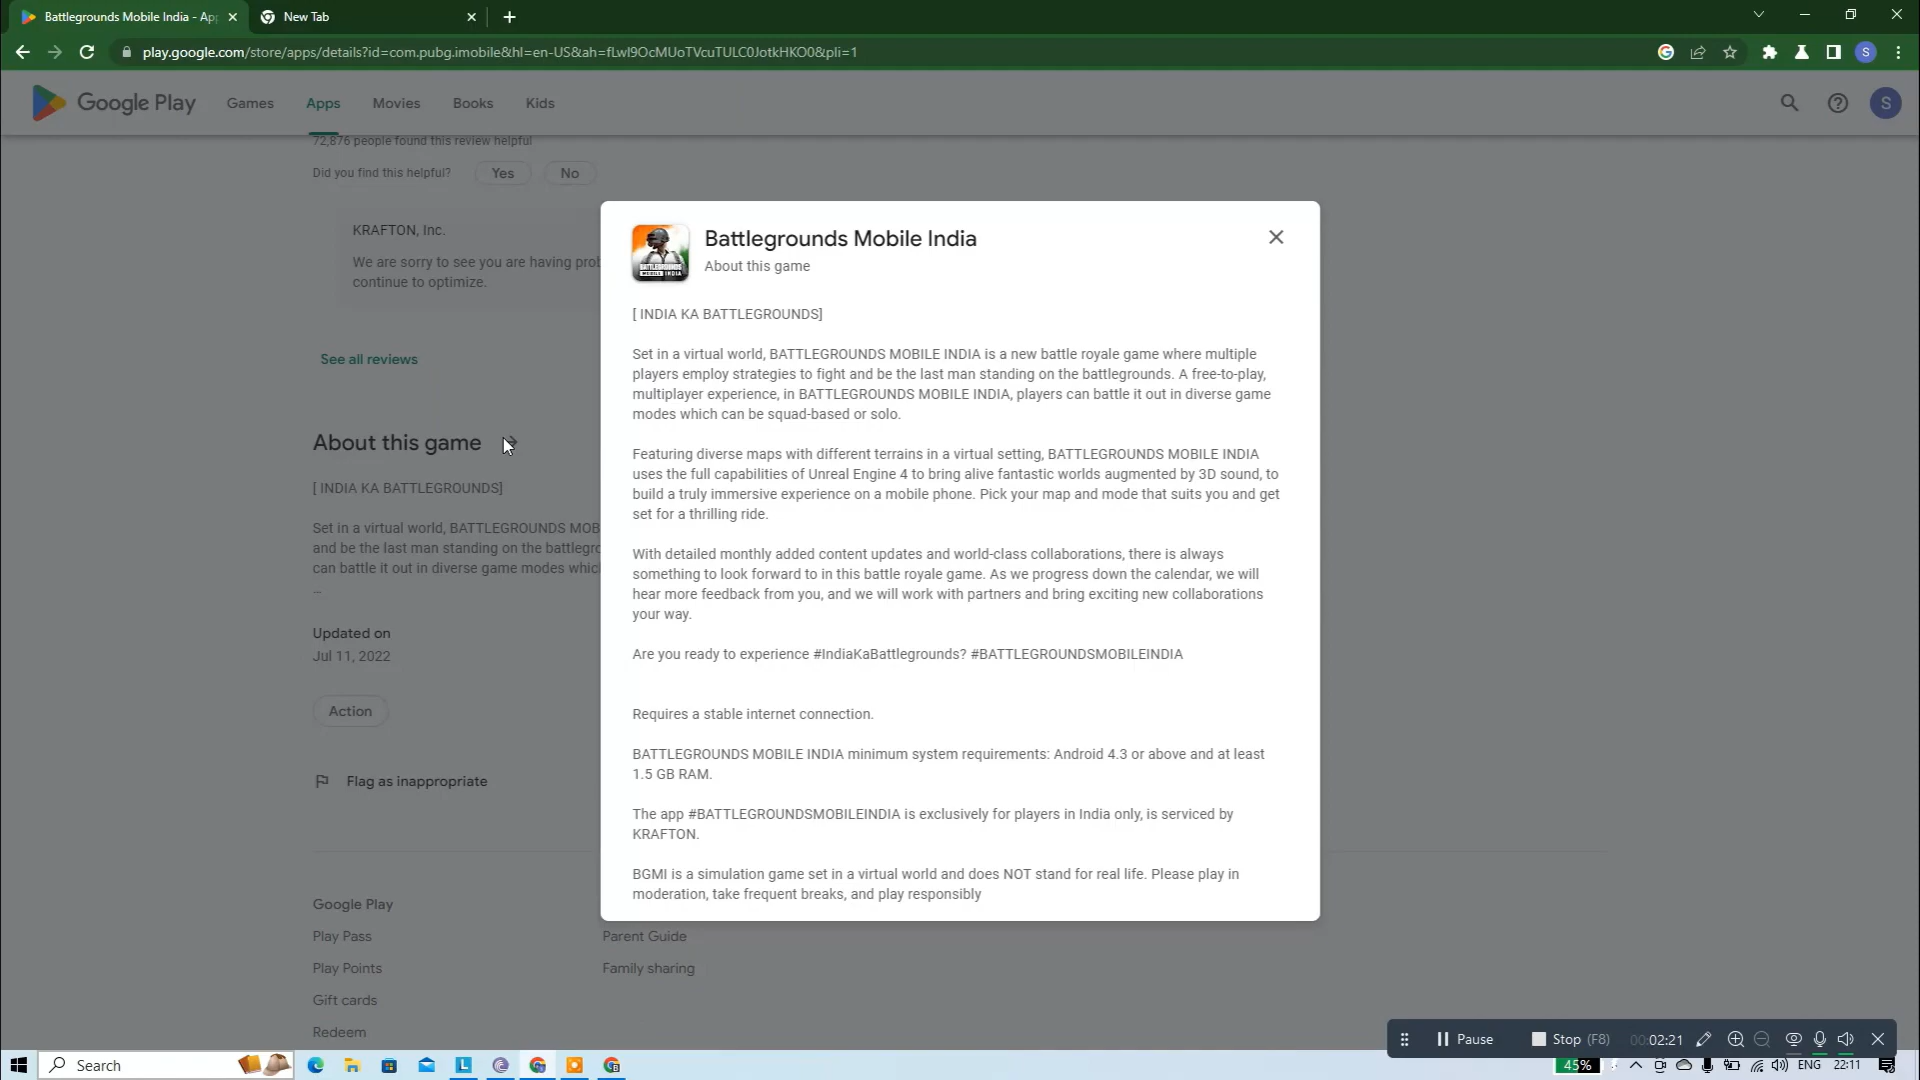 Battlegrounds Mobile India - App
New Tab
play.google.com/store/apps/details?id=com.pubg.imobile&hl=en-US&ah=fLwl9OcMUoTVcuTULC0JotkHKO0&pli=1
S
Google Play
Games
Apps
Movies
Books
Kids
S
72,876 people found this review helpful
Did you find this helpful?
Yes
No
KRAFTON, Inc.
We are sorry to see you are having prob
continue to optimize.
See all reviews
About this game
[ INDIA KA BATTLEGROUNDS]
Set in a virtual world, BATTLEGROUNDS MOB
and be the last man standing on the battlegro
can battle it out in diverse game modes whic
...
Updated on
Jul 11, 2022
Action
Flag as inappropriate
Battlegrounds Mobile India
About this game
BATTLEGROUNDS
MOBILE INDIA
[ INDIA KA BATTLEGROUNDS]
Set in a virtual world, BATTLEGROUNDS MOBILE INDIA is a new battle royale game where multiple
players employ strategies to fight and be the last man standing on the battlegrounds. A free-to-play,
multiplayer experience, in BATTLEGROUNDS MOBILE INDIA, players can battle it out in diverse game
modes which can be squad-based or solo.
Featuring diverse maps with different terrains in a virtual setting, BATTLEGROUNDS MOBILE INDIA
uses the full capabilities of Unreal Engine 4 to bring alive fantastic worlds augmented by 3D sound, to
build a truly immersive experience on a mobile phone. Pick your map and mode that suits you and get
set for a thrilling ride.
With detailed monthly added content updates and world-class collaborations, there is always
something to look forward to in this battle royale game. As we progress down the calendar, we will
hear more feedback from you, and we will work with partners and bring exciting new collaborations
your way.
Are you ready to experience #IndiaKaBattlegrounds? #BATTLEGROUNDSMOBILEINDIA
Requires a stable internet connection.
BATTLEGROUNDS MOBILE INDIA minimum system requirements: Android 4.3 or above and at least
1.5 GB RAM.
The app #BATTLEGROUNDSMOBILEINDIA is exclusively for players in India only, is serviced by
KRAFTON.
BGMI is a simulation game set in a virtual world and does NOT stand for real life. Please play in
moderation, take frequent breaks, and play responsibly
Google Play
Play Pass
Play Points
Gift cards
Redeem
Parent Guide
Family sharing
Pause
Stop (F8)
00:02:21
Search
L
45%
ENG
22:11